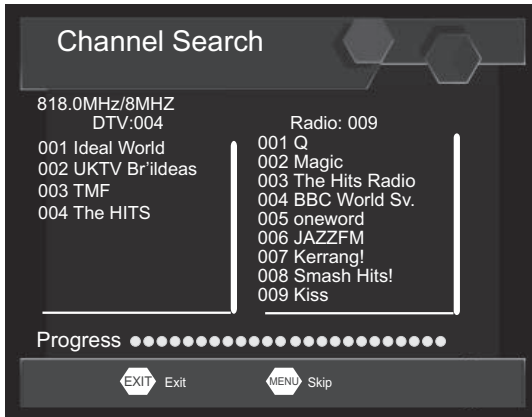 Channel Search
818.0MHz/8MHZ
DTV:004
001 Ideal World
002 UKTV Br'ildeas
003 TMF
004 The HITS
Radio: 009
001 Q
002 Magic
003 The Hits Radio
004 BBC World Sv.
005 oneword
006 JAZZFM
007 Kerrang!
008 Smash Hits!
009 Kiss
Progress
EXIT Exit
MENU Skip